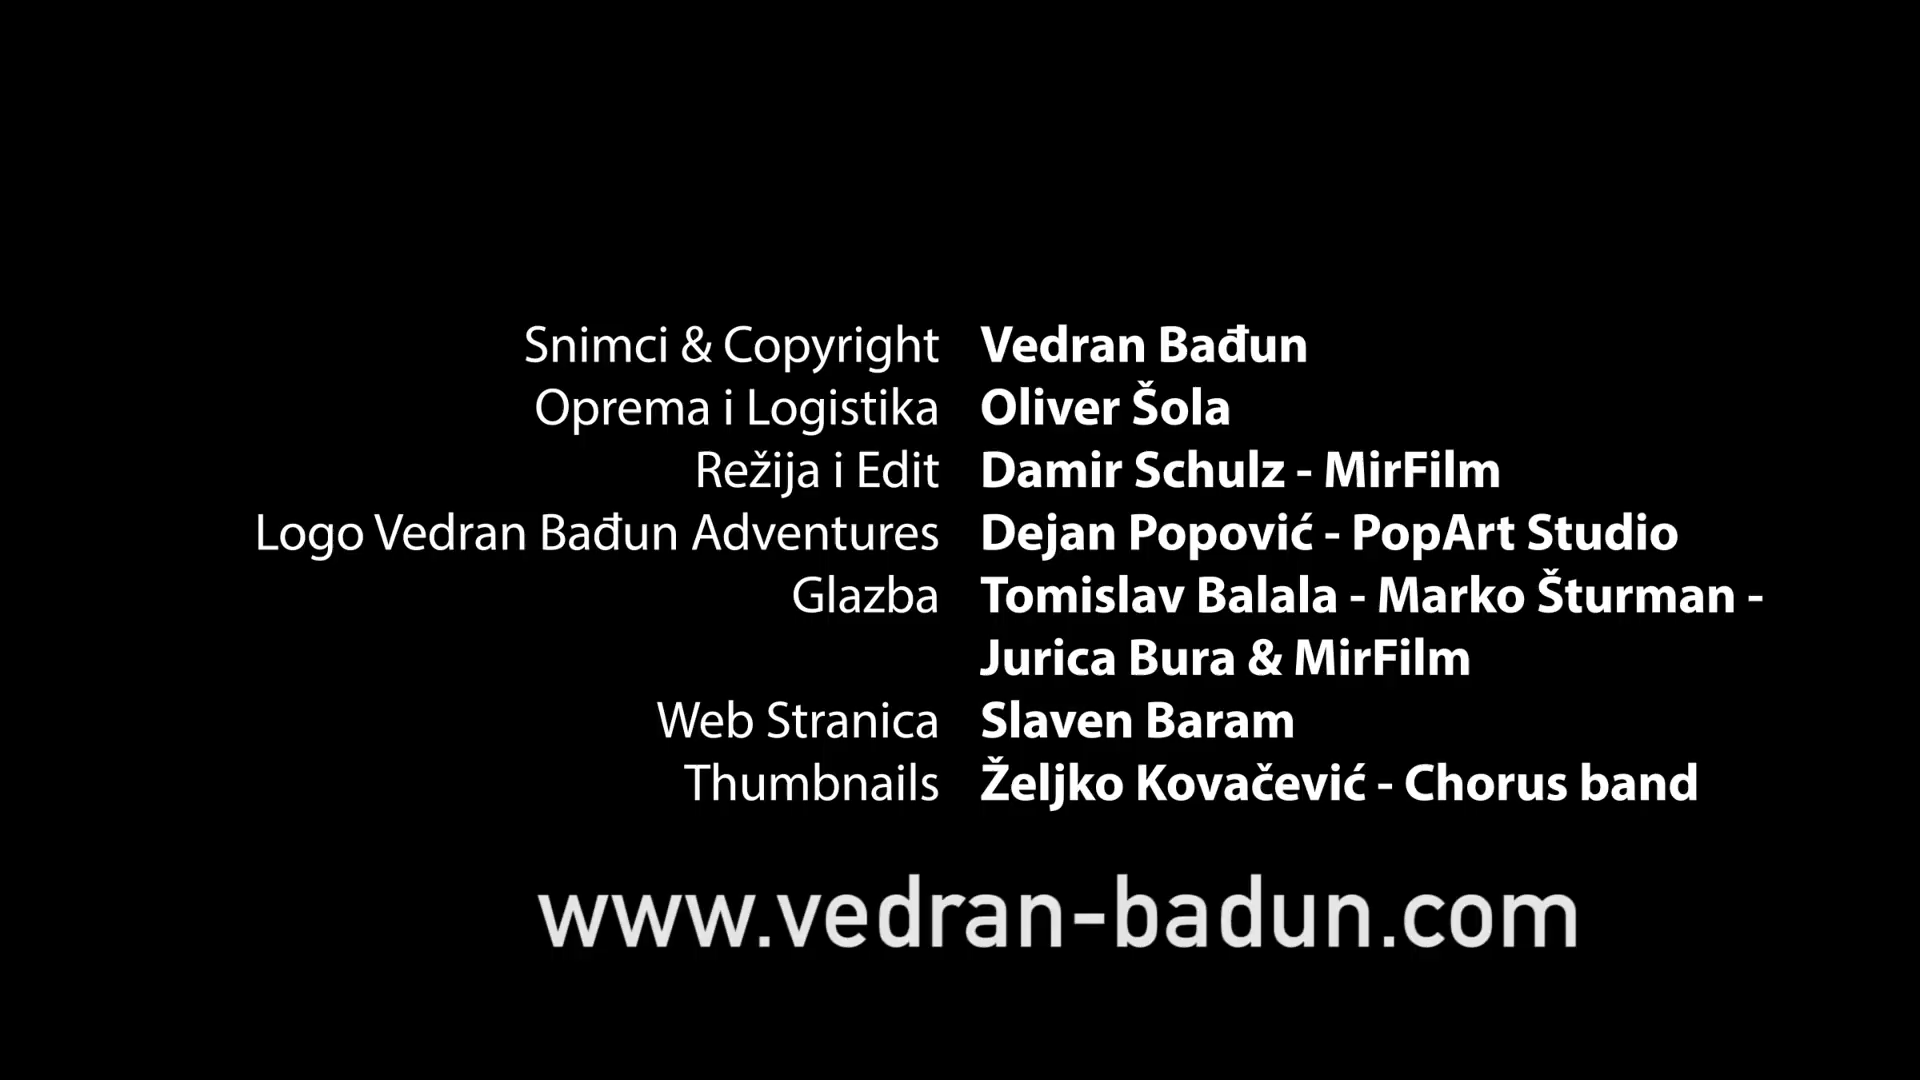 Snimci & Copyright Vedran Bađun
Oprema i Logistika Oliver Šola
Režija i Edit Damir Schulz - MirFilm
Logo Vedran Bađun Adventures Dejan Popović - PopArt Studio
Glazba Tomislav Balala - Marko Šturman -
Jurica Bura & MirFilm
Web Stranica Slaven Baram
Thumbnails Željko Kovačević - Chorus band
www.vedran-badun.com